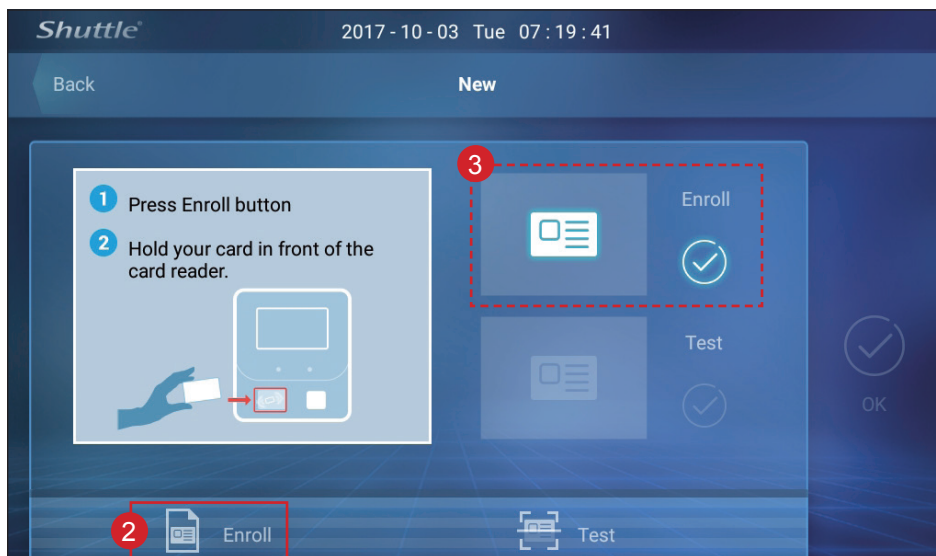 Shuttle
2017 - 10 - 03 Tue 07 : 19 : 41
Back
New
1 Press Enroll button
2 Hold your card in front of the
card reader.
3
Enroll
Test
OK
2
Enroll
Test